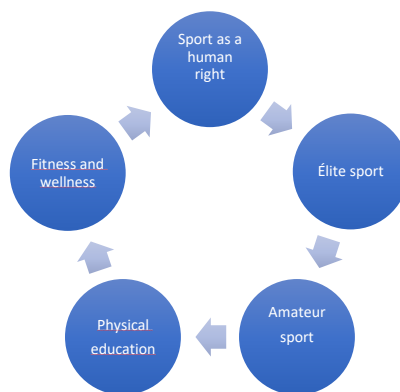 Sport as a
human
right
Élite sport
Amateur
sport
Physical
education
Fitness and
wellness